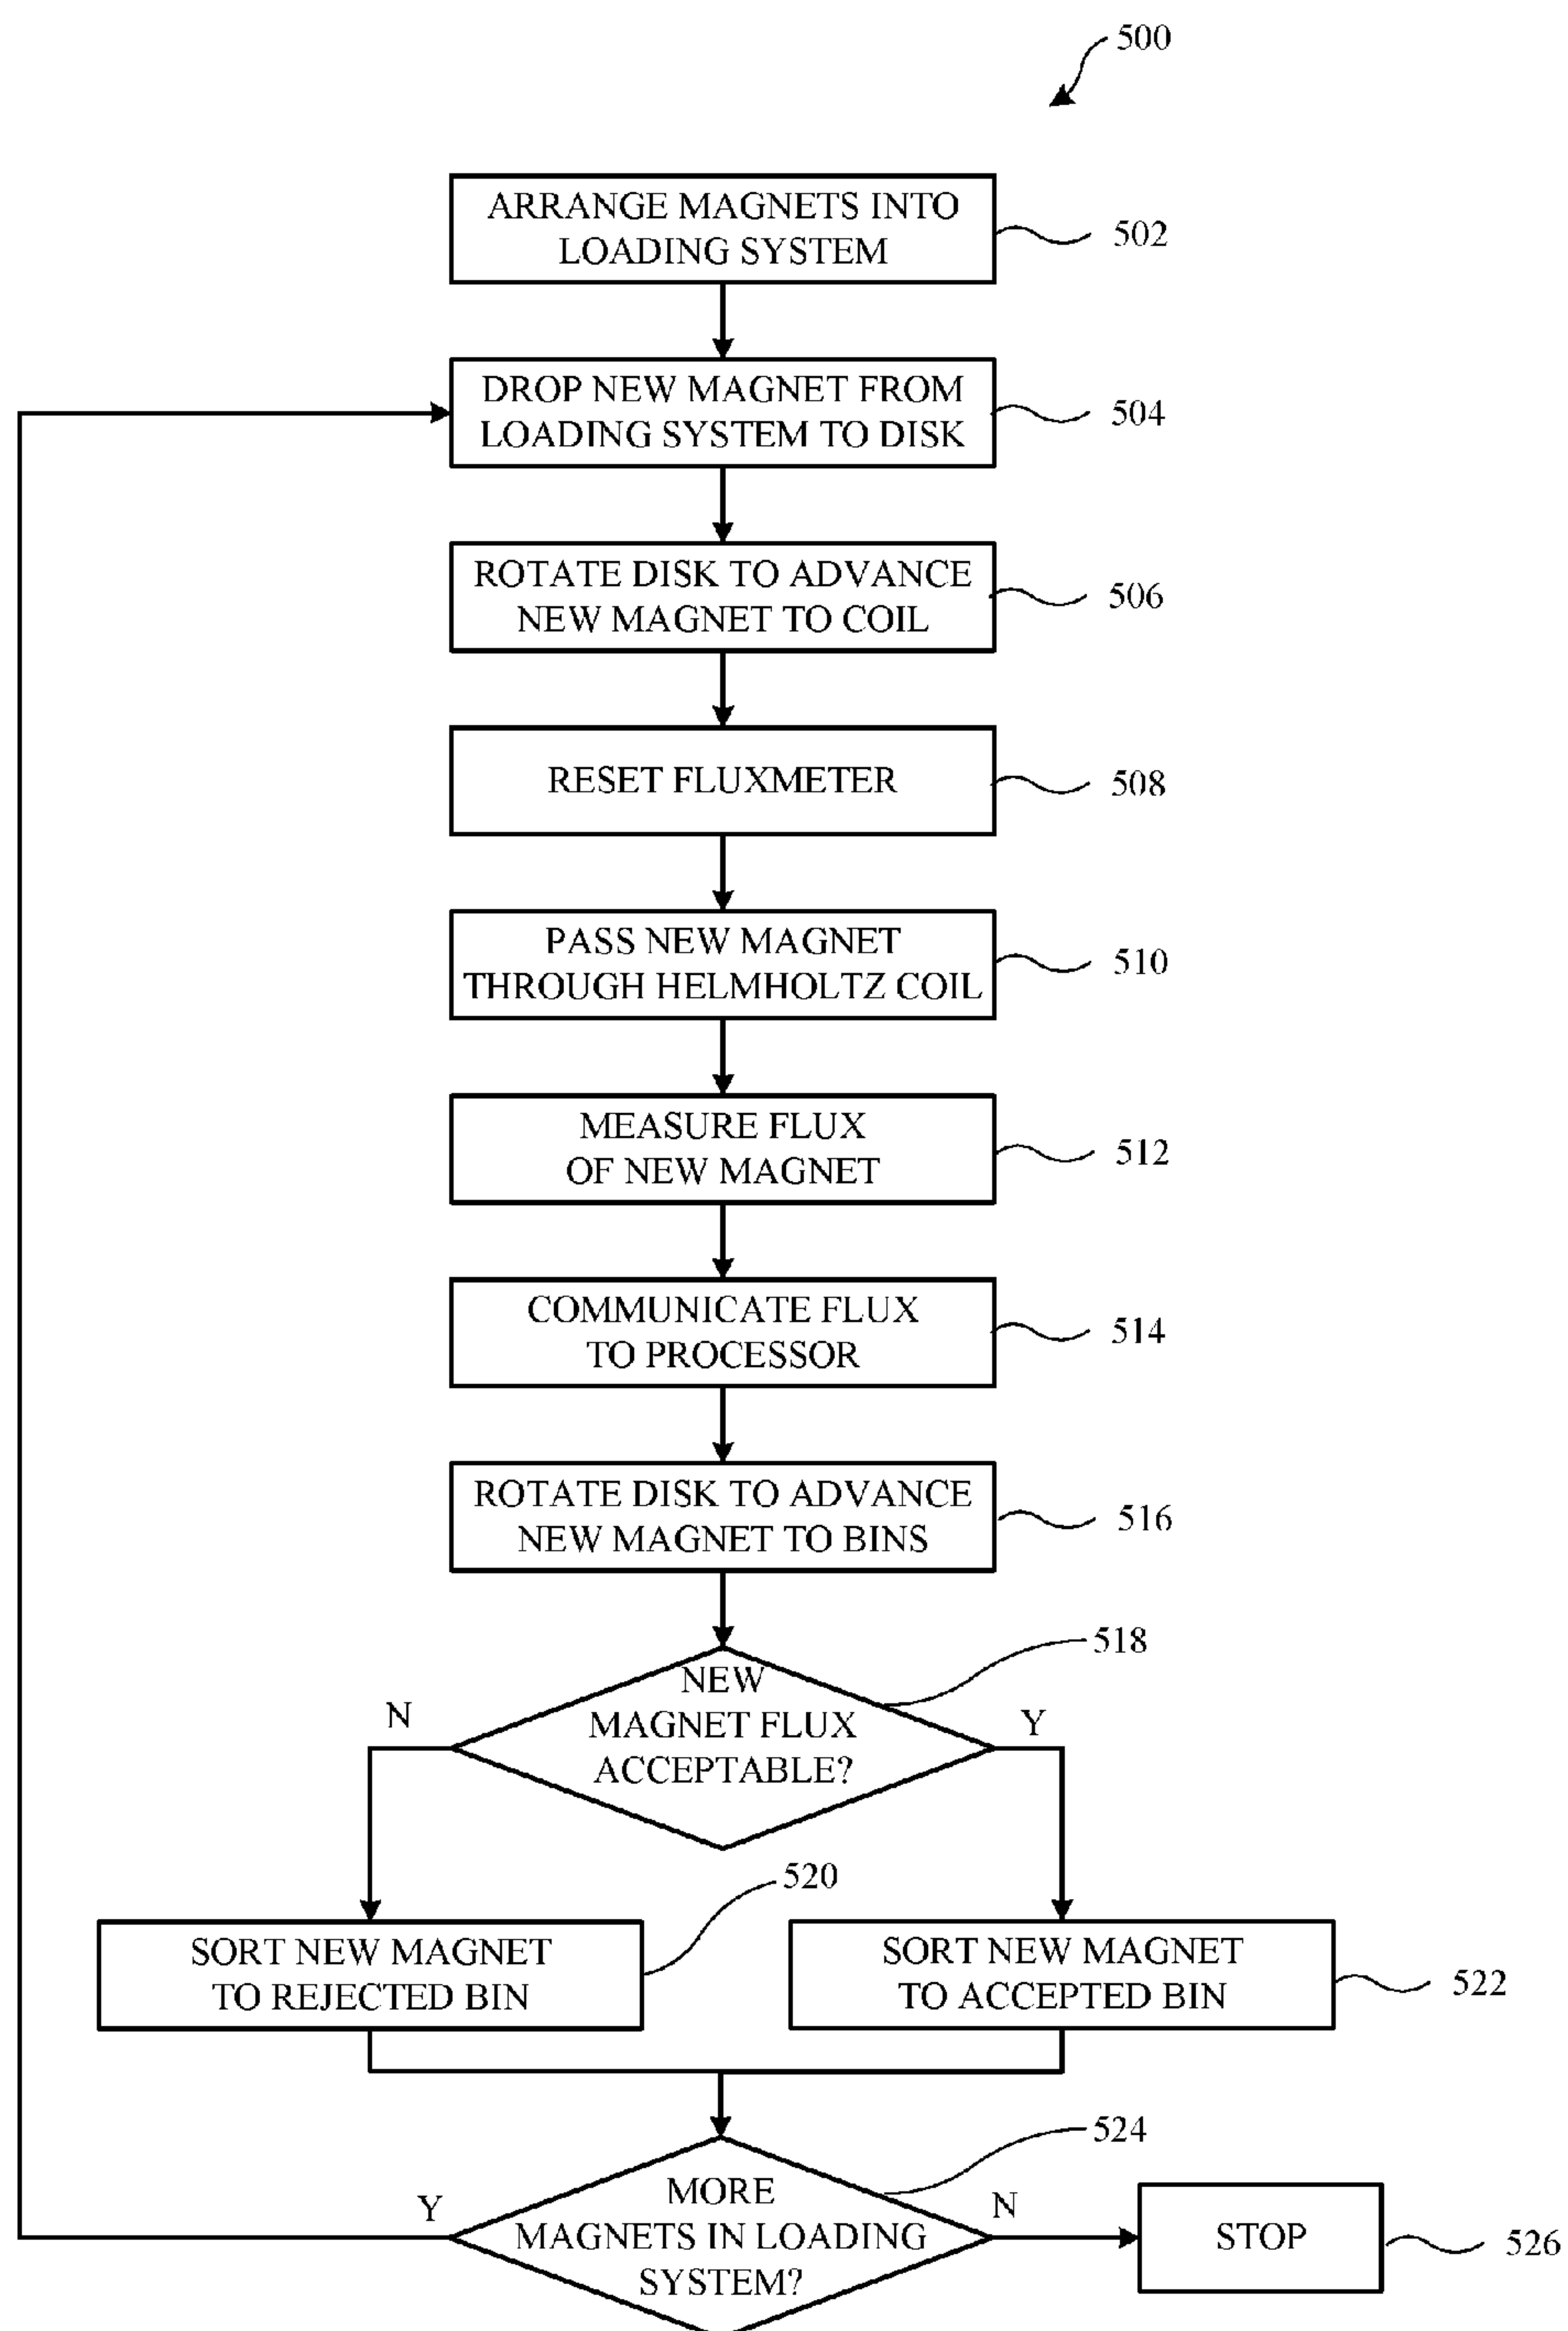 500
ARRANGE MAGNETS INTO
LOADING SYSTEM
502
DROP NEW MAGNET FROM
LOADING SYSTEM TO DISK
504
ROTATE DISK TO ADVANCE
NEW MAGNET TO COIL
506
RESET FLUXMETER
508
PASS NEW MAGNET
THROUGH HELMHOLTZ COIL
510
MEASURE FLUX
OF NEW MAGNET
512
COMMUNICATE FLUX
TO PROCESSOR
514
ROTATE DISK TO ADVANCE
NEW MAGNET TO BINS
516
518
NEW
MAGNET FLUX
ACCEPTABLE?
N
Y
520
SORT NEW MAGNET
TO REJECTED BIN
SORT NEW MAGNET
TO ACCEPTED BIN
522
524
MORE
MAGNETS IN LOADING
SYSTEM?
Y
N
STOP
526